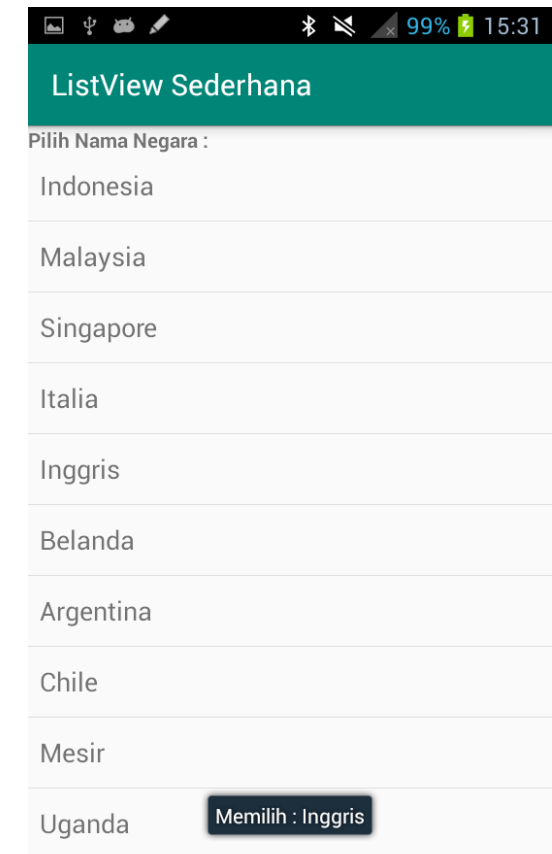 99% 15:31
ListView Sederhana
Pilih Nama Negara :
Indonesia
Malaysia
Singapore
Italia
Inggris
Belanda
Argentina
Chile
Mesir
Uganda
Memilih : Inggris